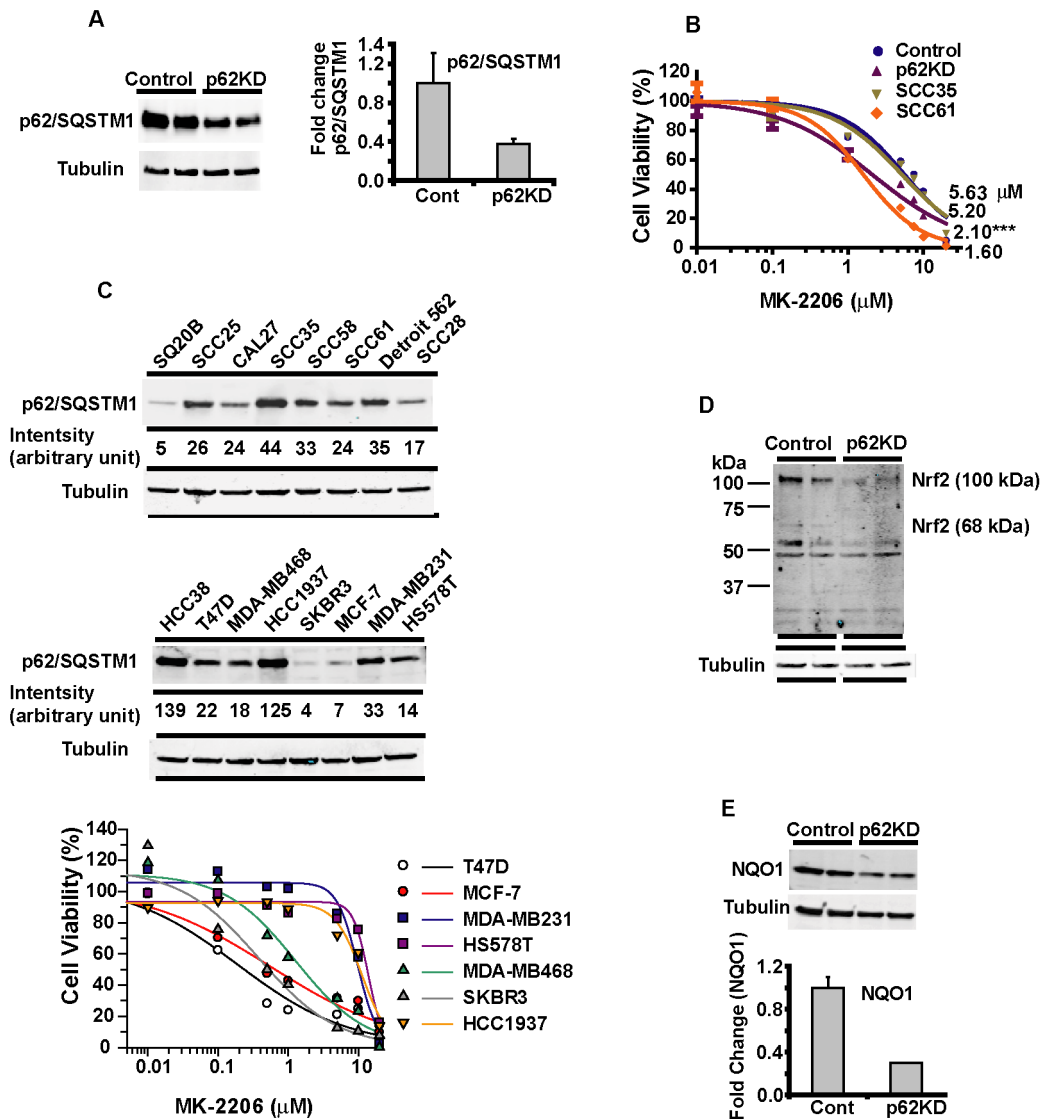 A
Control p62KD
p62/SQSTM1
Tubulin
Fold change
p62/SQSTM1
1.4
1.2
0.8
0.4
0.0
p62/SQSTM1
Cont p62KD
B
Control
p62KD
SCC35
SCC61
Cell Viability (%)
120
100
80
60
40
20
0
5.63 μM
5.20
2.10***
1.60
0.01 0.1 1 10
MK-2206 (μM)
C
SQ20B SCC25 CAL27 SCC35 SCC58 SCC61 Detroit 562 SCC28
p62/SQSTM1
Intentsity
(arbitrary unit)
5 26 24 44 33 24 35 17
Tubulin
HCC38 T47D MDA-MB468 HCC1937 SKBR3 MCF-7 MDA-MB231 HS578T
p62/SQSTM1
Intentsity
(arbitrary unit)
139 22 18 125 4 7 33 14
Tubulin
Cell Viability (%)
140
120
100
80
60
40
20
0
0.01 0.1 1 10
MK-2206 (μM)
T47D
MCF-7
MDA-MB231
HS578T
MDA-MB468
SKBR3
HCC1937
D
Control p62KD
kDa
100
75
50
37
Nrf2 (100 kDa)
Nrf2 (68 kDa)
Tubulin
E
Control p62KD
NQO1
Tubulin
Fold Change (NQO1)
1.2
0.8
0.4
0.0
NQO1
Cont p62KD